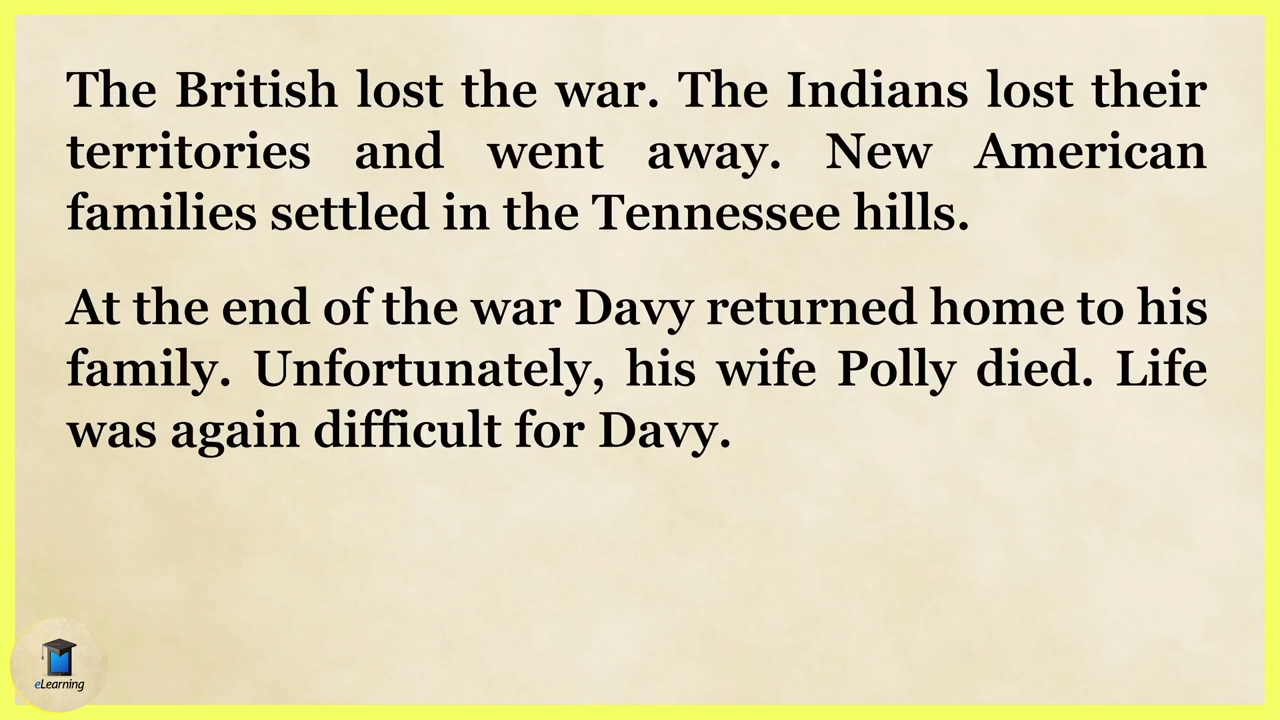 The British lost the war. The Indians lost their
territories and went away. New American
families settled in the Tennessee hills.
At the end of the war Davy returned home to his
family. Unfortunately, his wife Polly died. Life
was again difficult for Davy.
eLearning